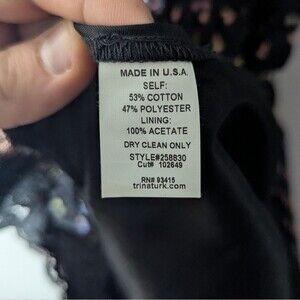 MADE IN U.S.A.
SELF:
53% COTTON
47% POLYESTER
LINING:
100% ACETATE
DRY CLEAN ONLY
STYLE#258830
Cut# 102649
RN# 93415
trinaturk.com